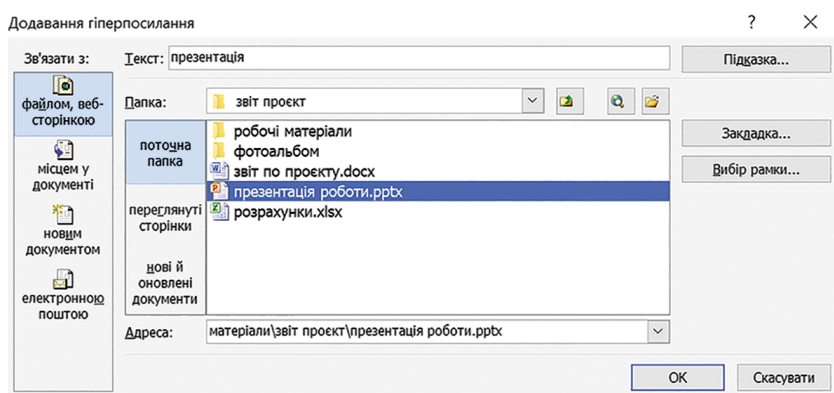 Додавання гіперпосилання
? ×
Зв'язати з:
Текст: презентація
Підказка...
файлом, веб-
сторінкою
місцем у
документі
новим
документом
електронною
поштою
Папка: звіт проєкт
поточна
папка
переглянуті
сторінки
нові й
оновлені
документи
робочі матеріали
фотоальбом
звіт по проєкту.docx
презентація роботи.pptx
розрахунки.xlsx
Закладка...
Вибір рамки...
Адреса: матеріали\звіт проєкт\презентація роботи.pptx
ОК
Скасувати